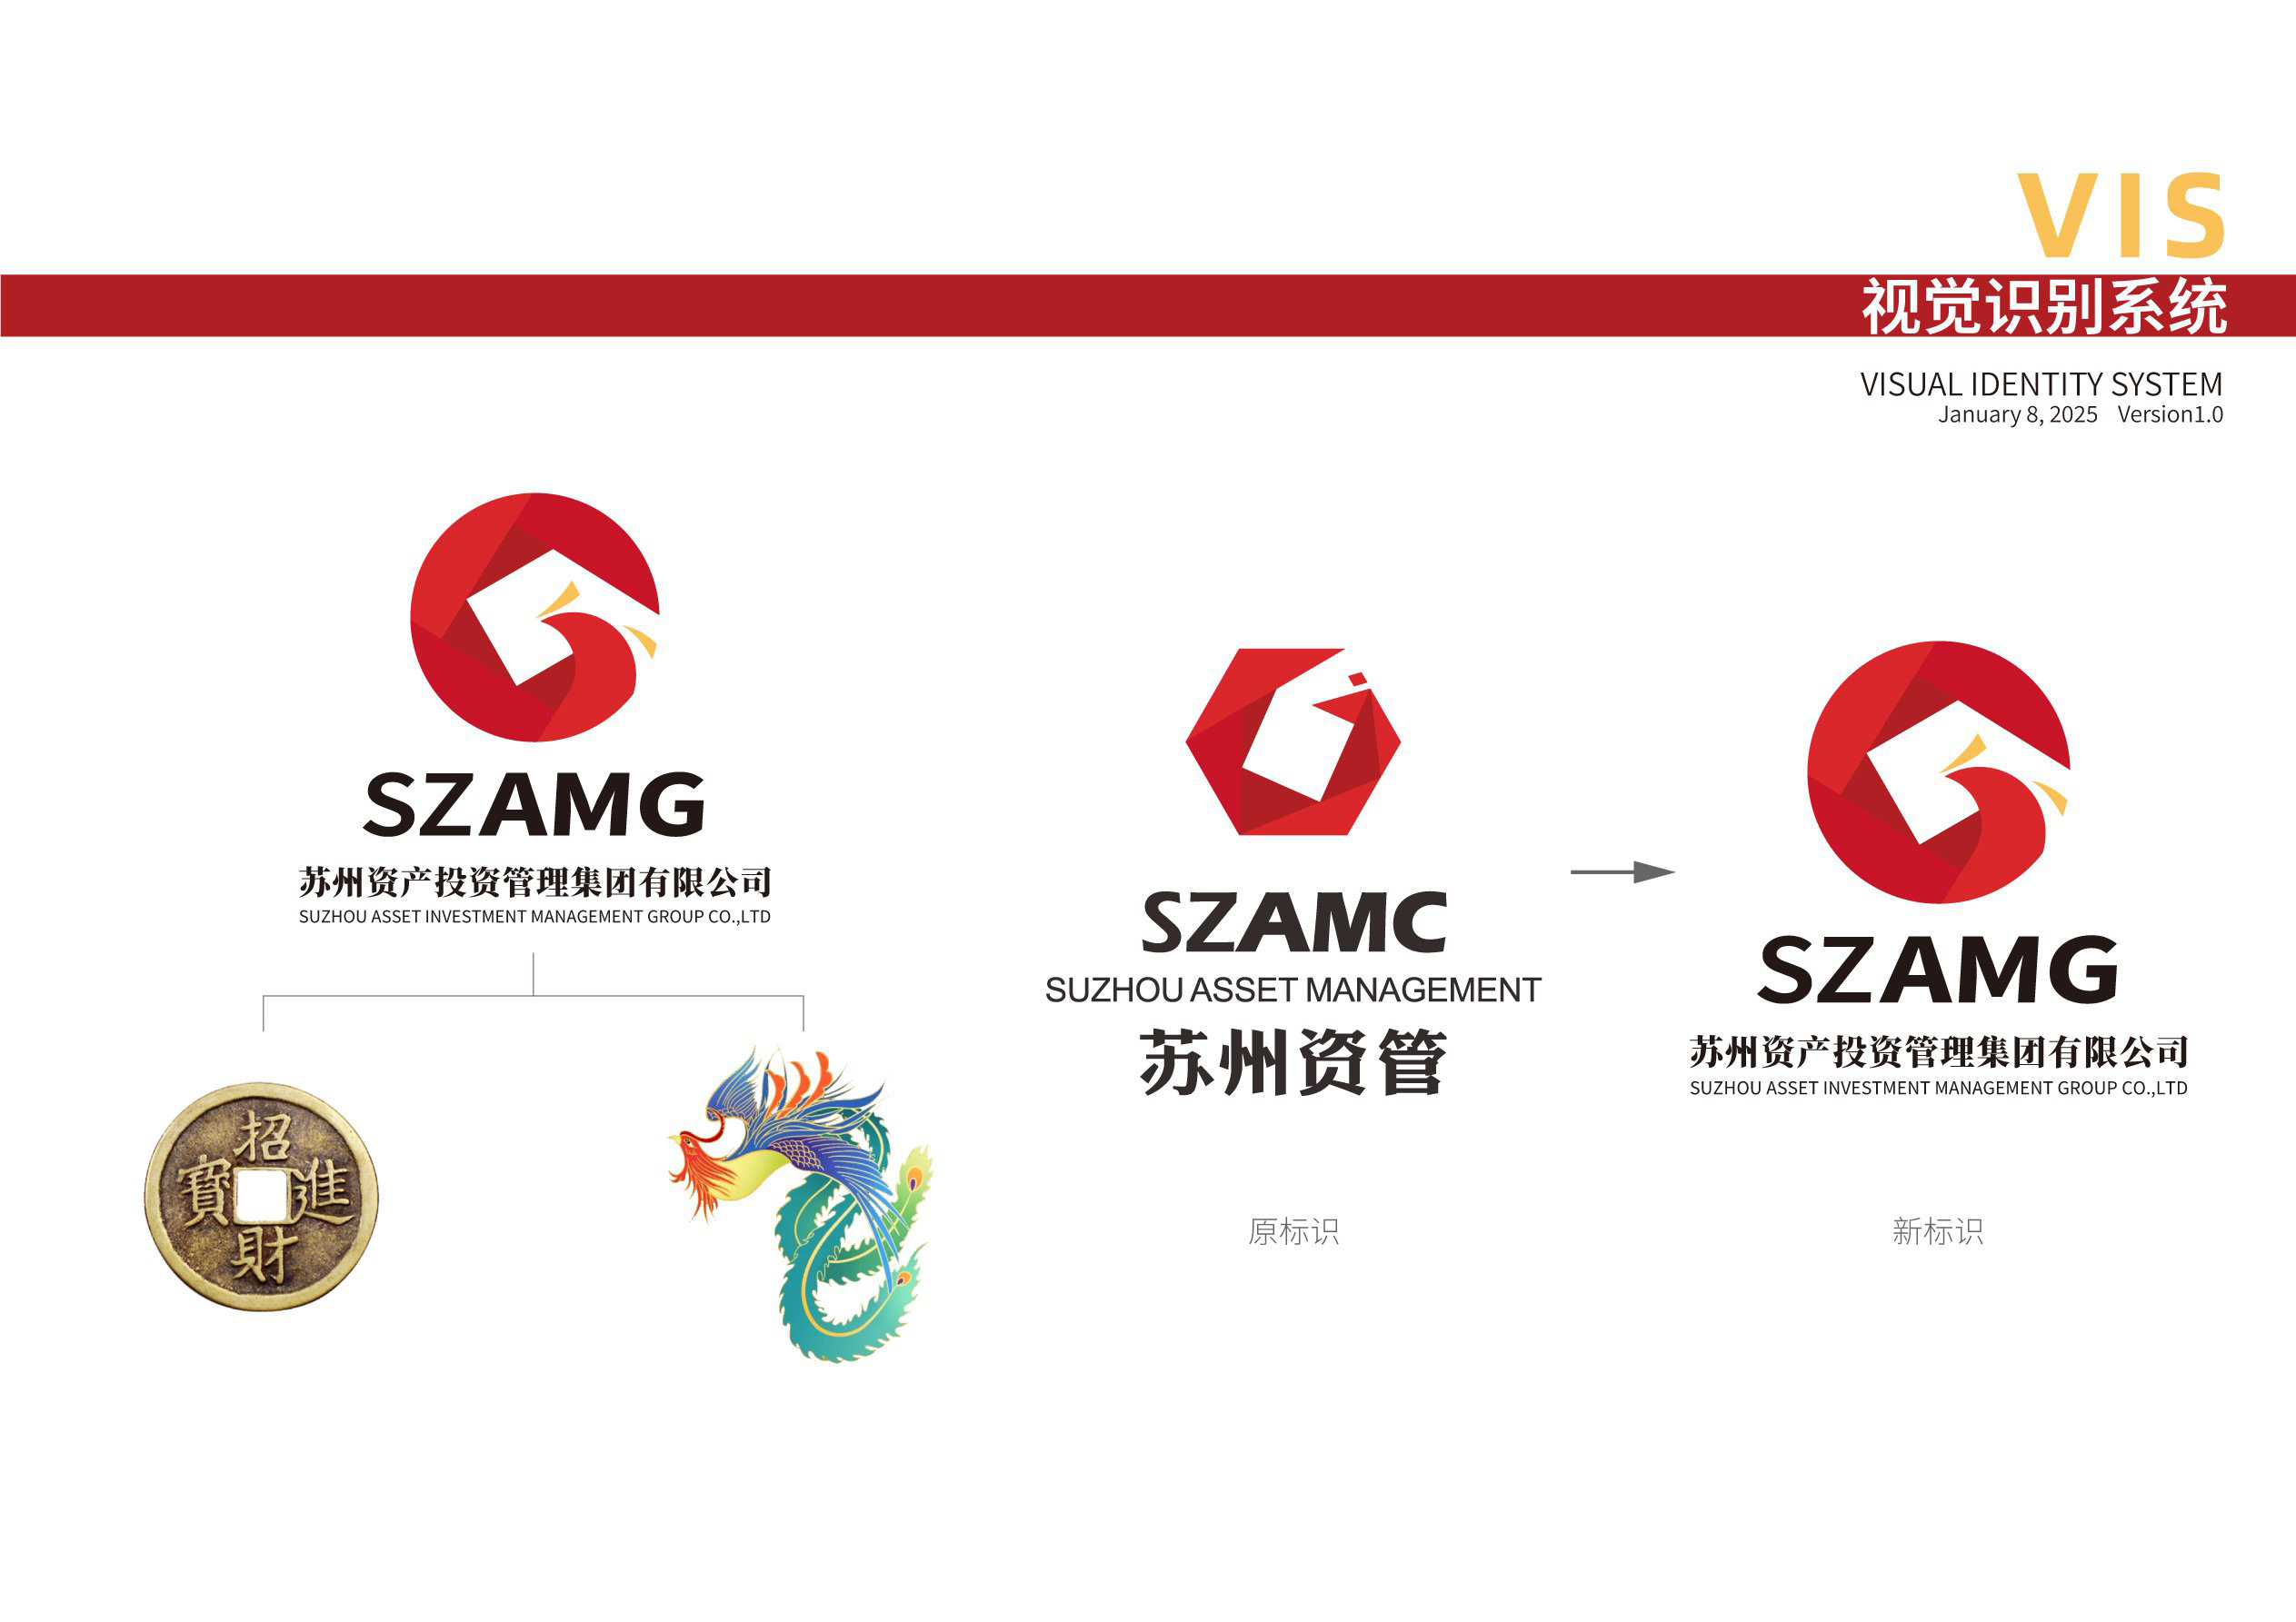 VIS
视觉识别系统
VISUAL IDENTITY SYSTEM
January 8, 2025 Version1.0
SZAMG
苏州资产投资管理集团有限公司
SUZHOU ASSET INVESTMENT MANAGEMENT GROUP CO.,LTD
招
寶 進
財
SZAMC
SUZHOU ASSET MANAGEMENT
苏州资管
原标识
SZAMG
苏州资产投资管理集团有限公司
SUZHOU ASSET INVESTMENT MANAGEMENT GROUP CO.,LTD
新标识